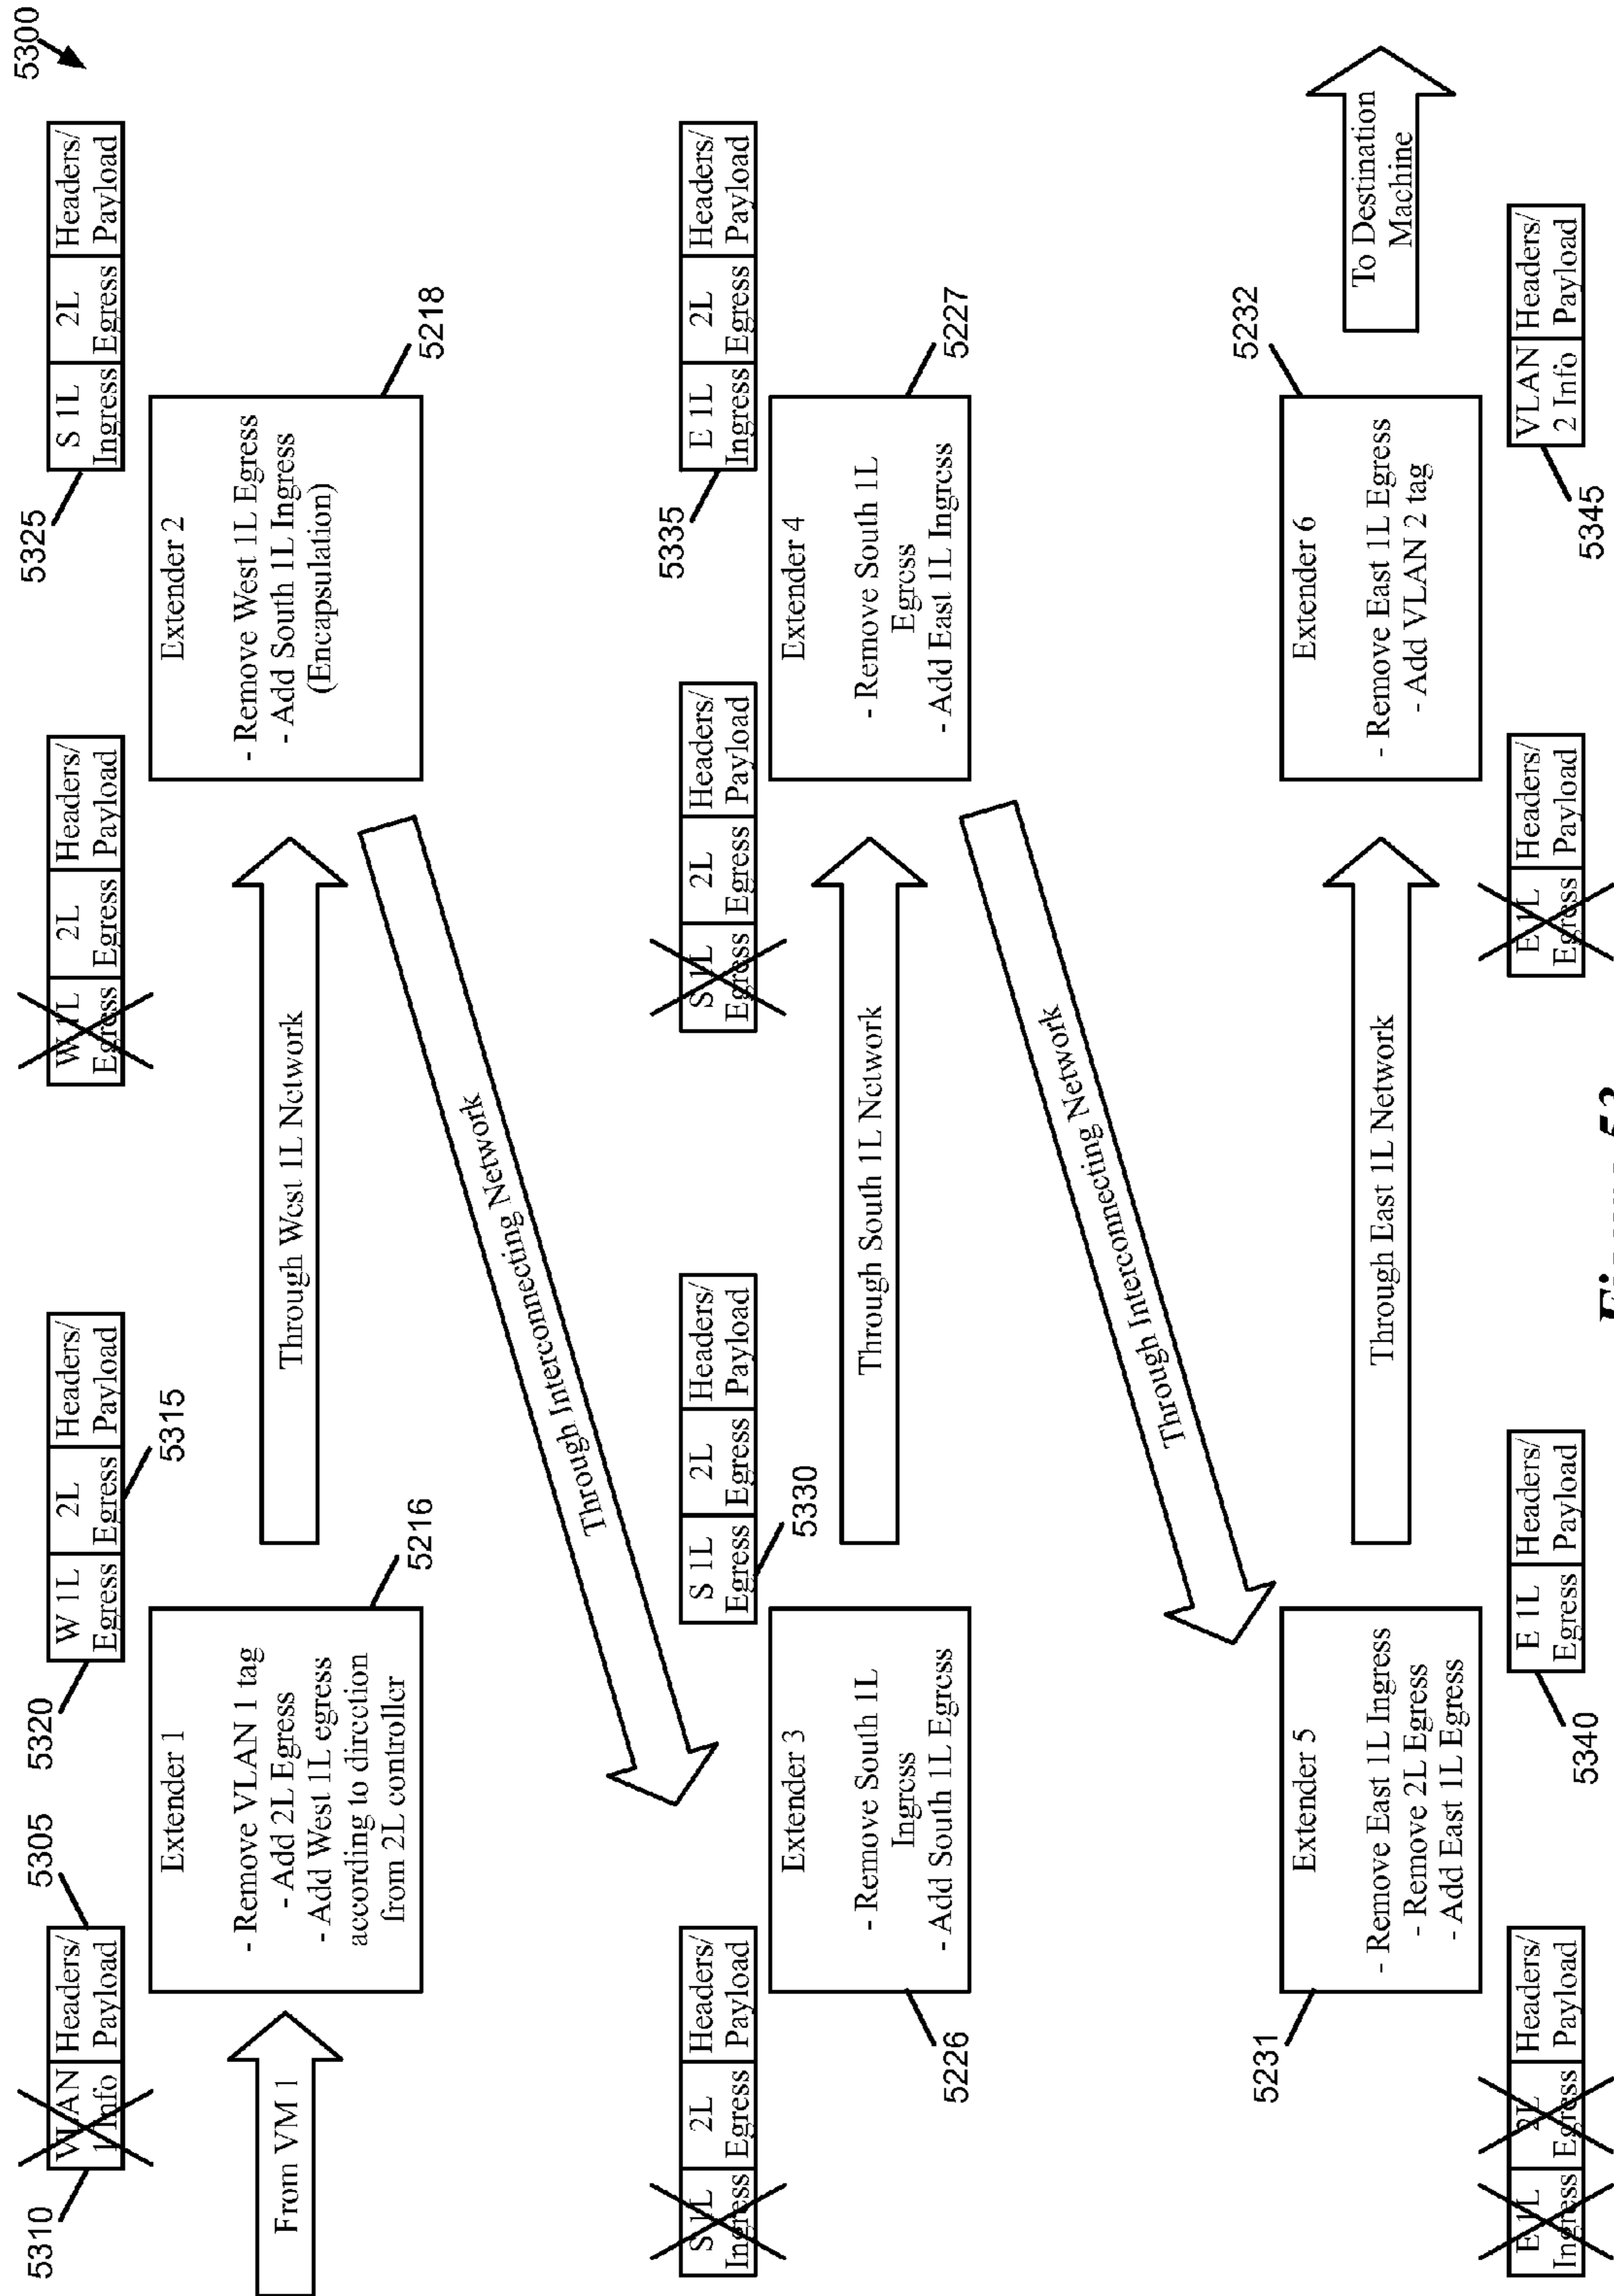 5300
5310
5305
5320
5315
5325
VLAN
1 Info
Headers/
Payload
W 1L
Egress
2L
Egress
Headers/
Payload
W 1L
Egress
2L
Egress
Headers/
Payload
S 1L
Ingress
2L
Egress
Headers/
Payload
From VM 1
Extender 1
- Remove VLAN 1 tag
- Add 2L Egress
- Add West 1L egress
according to direction
from 2L controller
5216
Through West 1L Network
Extender 2
- Remove West 1L Egress
- Add South 1L Ingress
(Encapsulation)
5218
Through Interconnecting Network
S 1L
Ingress
2L
Egress
Headers/
Payload
S 1L
Egress
2L
Egress
Headers/
Payload
5330
S 1L
Egress
2L
Egress
Headers/
Payload
5335
E 1L
Ingress
2L
Egress
Headers/
Payload
Extender 3
- Remove South 1L
Ingress
- Add South 1L Egress
5226
Through South 1L Network
Extender 4
- Remove South 1L
Egress
- Add East 1L Ingress
5227
Through Interconnecting Network
5231
Extender 5
- Remove East 1L Ingress
- Remove 2L Egress
- Add East 1L Egress
Through East 1L Network
5232
Extender 6
- Remove East 1L Egress
- Add VLAN 2 tag
To Destination
Machine
E 1L
Ingress
2L
Egress
Headers/
Payload
E 1L
Egress
Headers/
Payload
5340
E 1L
Egress
Headers/
Payload
VLAN
2 Info
Headers/
Payload
5345
Figure 53